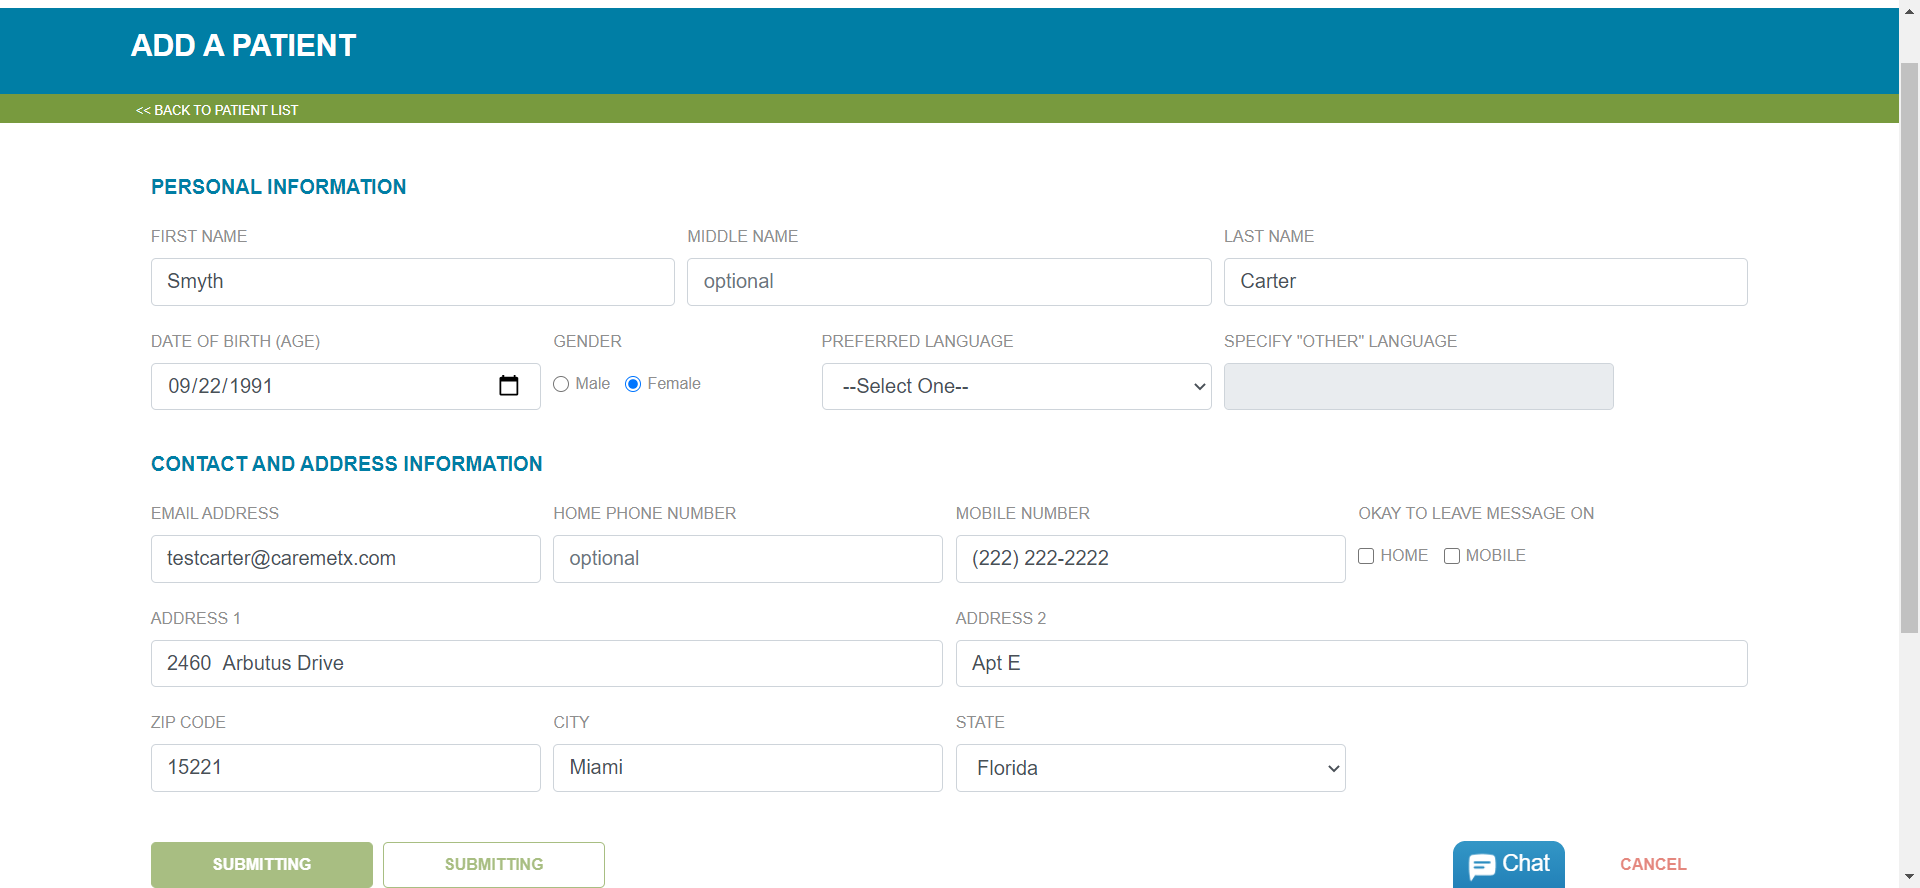 ADD A PATIENT
<< BACK TO PATIENT LIST
PERSONAL INFORMATION
FIRST NAME MIDDLE NAME LAST NAME
Smyth optional Carter
DATE OF BIRTH (AGE) GENDER PREFERRED LANGUAGE SPECIFY "OTHER" LANGUAGE
09/22/1991 Male Female --Select One--
CONTACT AND ADDRESS INFORMATION
EMAIL ADDRESS HOME PHONE NUMBER MOBILE NUMBER OKAY TO LEAVE MESSAGE ON
testcarter@caremetx.com optional (222) 222-2222 HOME MOBILE
ADDRESS 1 ADDRESS 2
2460  Arbutus Drive Apt E
ZIP CODE CITY STATE
15221 Miami Florida
SUBMITTING SUBMITTING Chat CANCEL